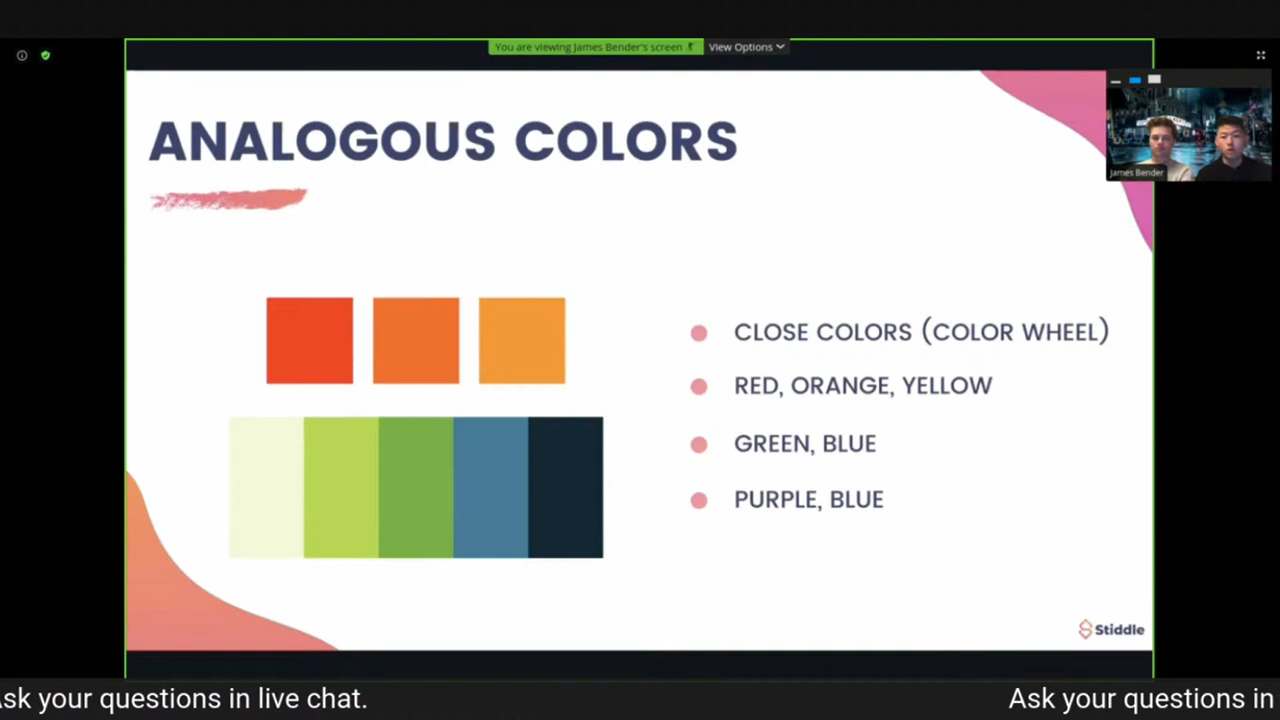 You are viewing James Bender's screen
View Options
ANALOGOUS COLORS
James Bender
CLOSE COLORS (COLOR WHEEL)
RED, ORANGE, YELLOW
GREEN, BLUE
PURPLE, BLUE
Stiddle
sk your questions in live chat.
Ask your questions in